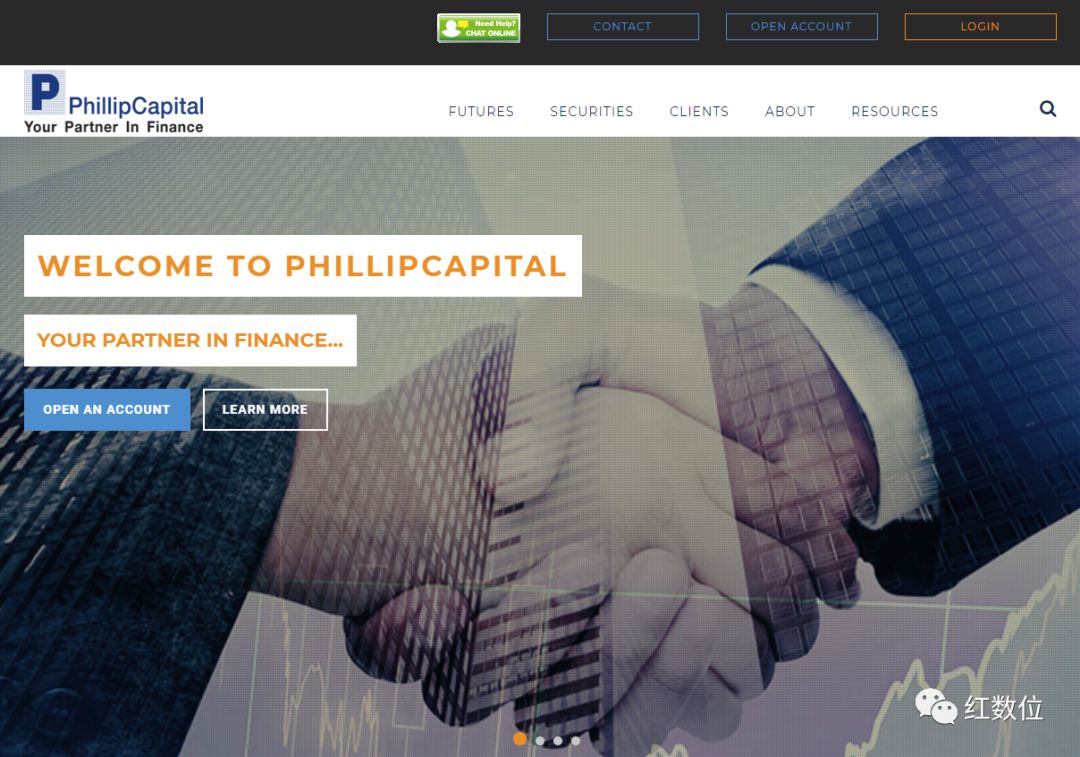 Need Help?
CHAT ONLINE
CONTACT
OPEN ACCOUNT
LOGIN
P
PhillipCapital
Your Partner In Finance
FUTURES
SECURITIES
CLIENTS
ABOUT
RESOURCES
WELCOME TO PHILLIPCAPITAL
YOUR PARTNER IN FINANCE...
OPEN AN ACCOUNT
LEARN MORE
红数位